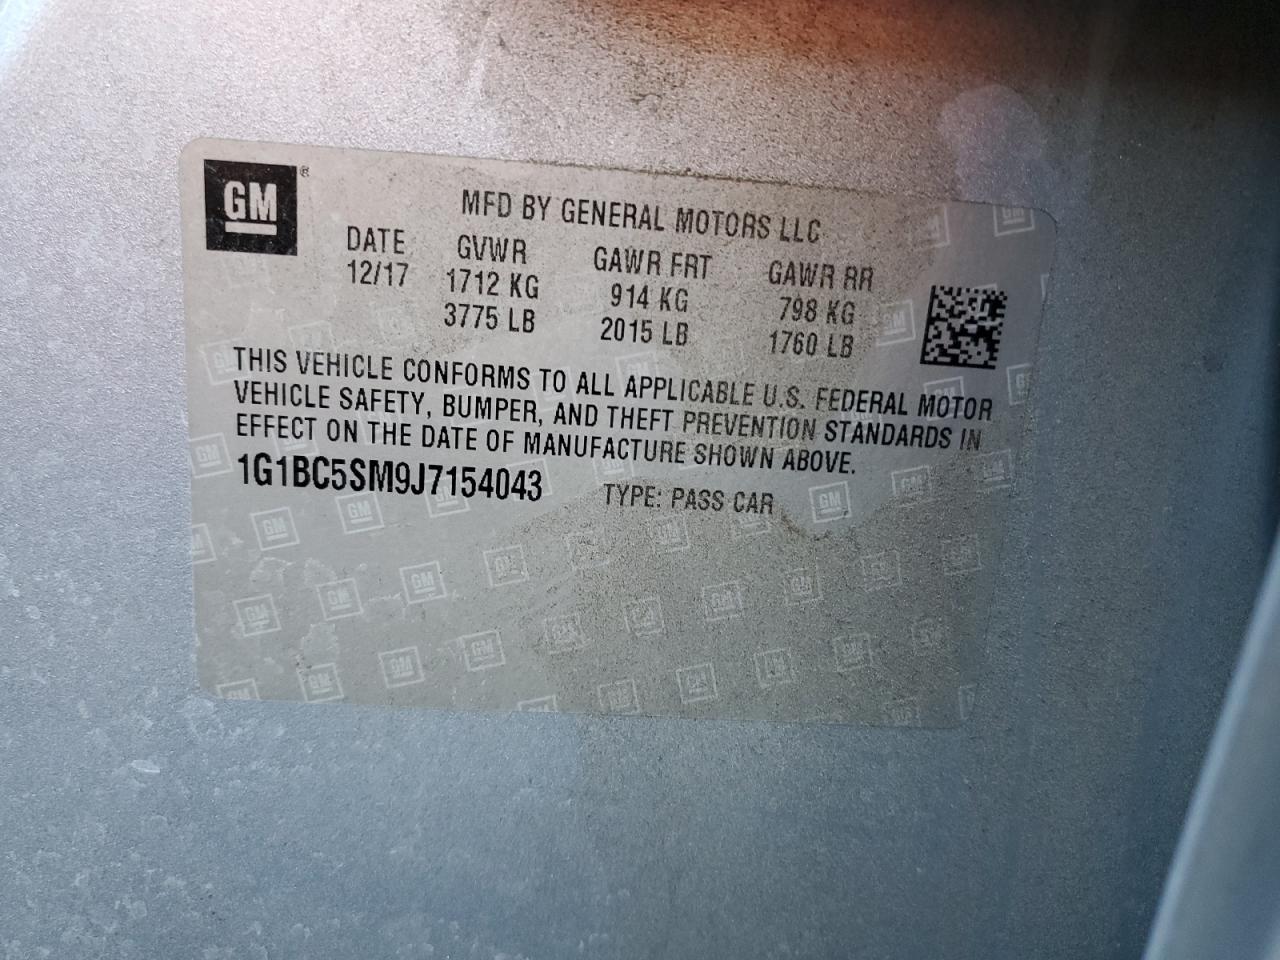 GM®
MFD BY GENERAL MOTORS LLC
DATE GVWR GAWR FRT GAWR RR
12/17 1712 KG 914 KG 798 KG
3775 LB 2015 LB 1760 LB
THIS VEHICLE CONFORMS TO ALL APPLICABLE U.S. FEDERAL MOTOR
VEHICLE SAFETY, BUMPER, AND THEFT PREVENTION STANDARDS IN
EFFECT ON THE DATE OF MANUFACTURE SHOWN ABOVE.
1G1BC5SM9J7154043 TYPE: PASS CAR